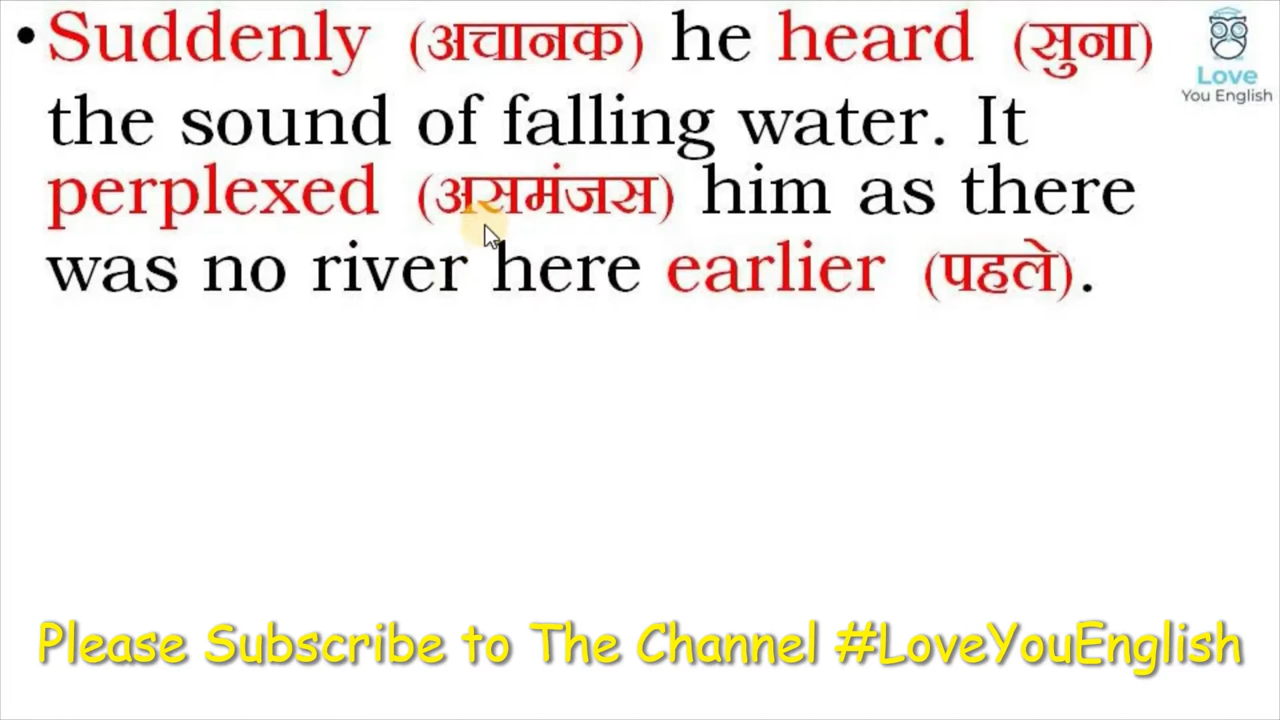 • Suddenly (अचानक) he heard (सुना)
the sound of falling water. It
perplexed (असमंजस) him as there
was no river here earlier (पहले).
Love
You English
Please Subscribe to The Channel #LoveYouEnglish